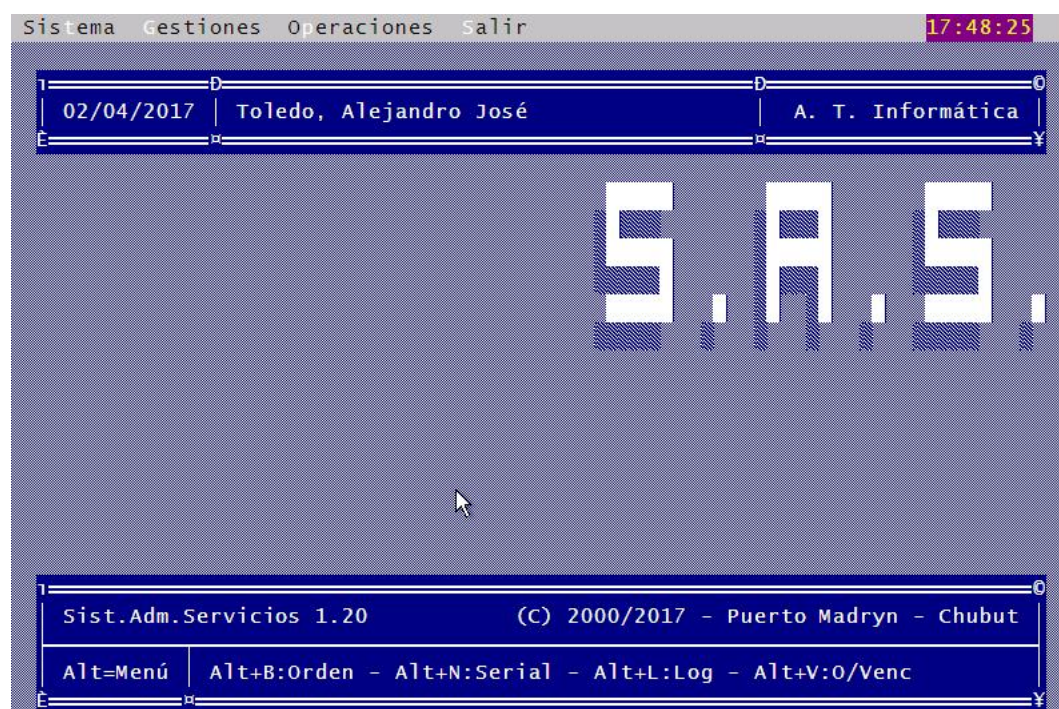 Sistema Gestiones Operaciones Salir 17:48:25
02/04/2017 Toledo, Alejandro José A. T. Informática
S.A.S.
Sist.Adm.Servicios 1.20 (C) 2000/2017 - Puerto Madryn - Chubut
Alt=Menú Alt+B:Orden - Alt+N:Serial - Alt+L:Log - Alt+V:O/Venc